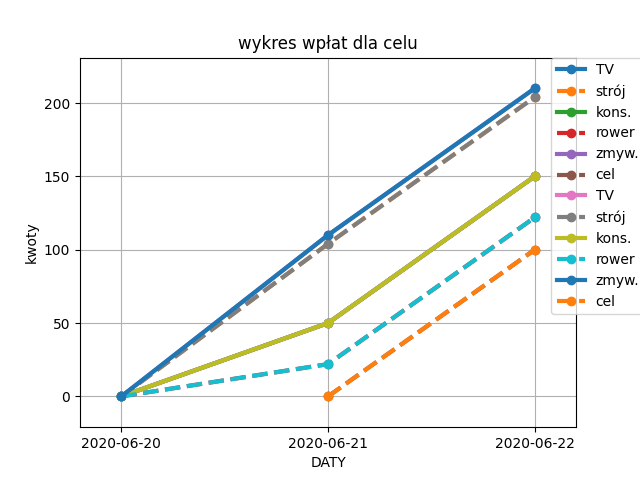 wykres wpłat dla celu
200
150
100
50
0
kwoty
2020-06-20
2020-06-21
2020-06-22
DATY
TV
strój
kons.
rower
zmyw.
cel
TV
strój
kons.
rower
zmyw.
cel